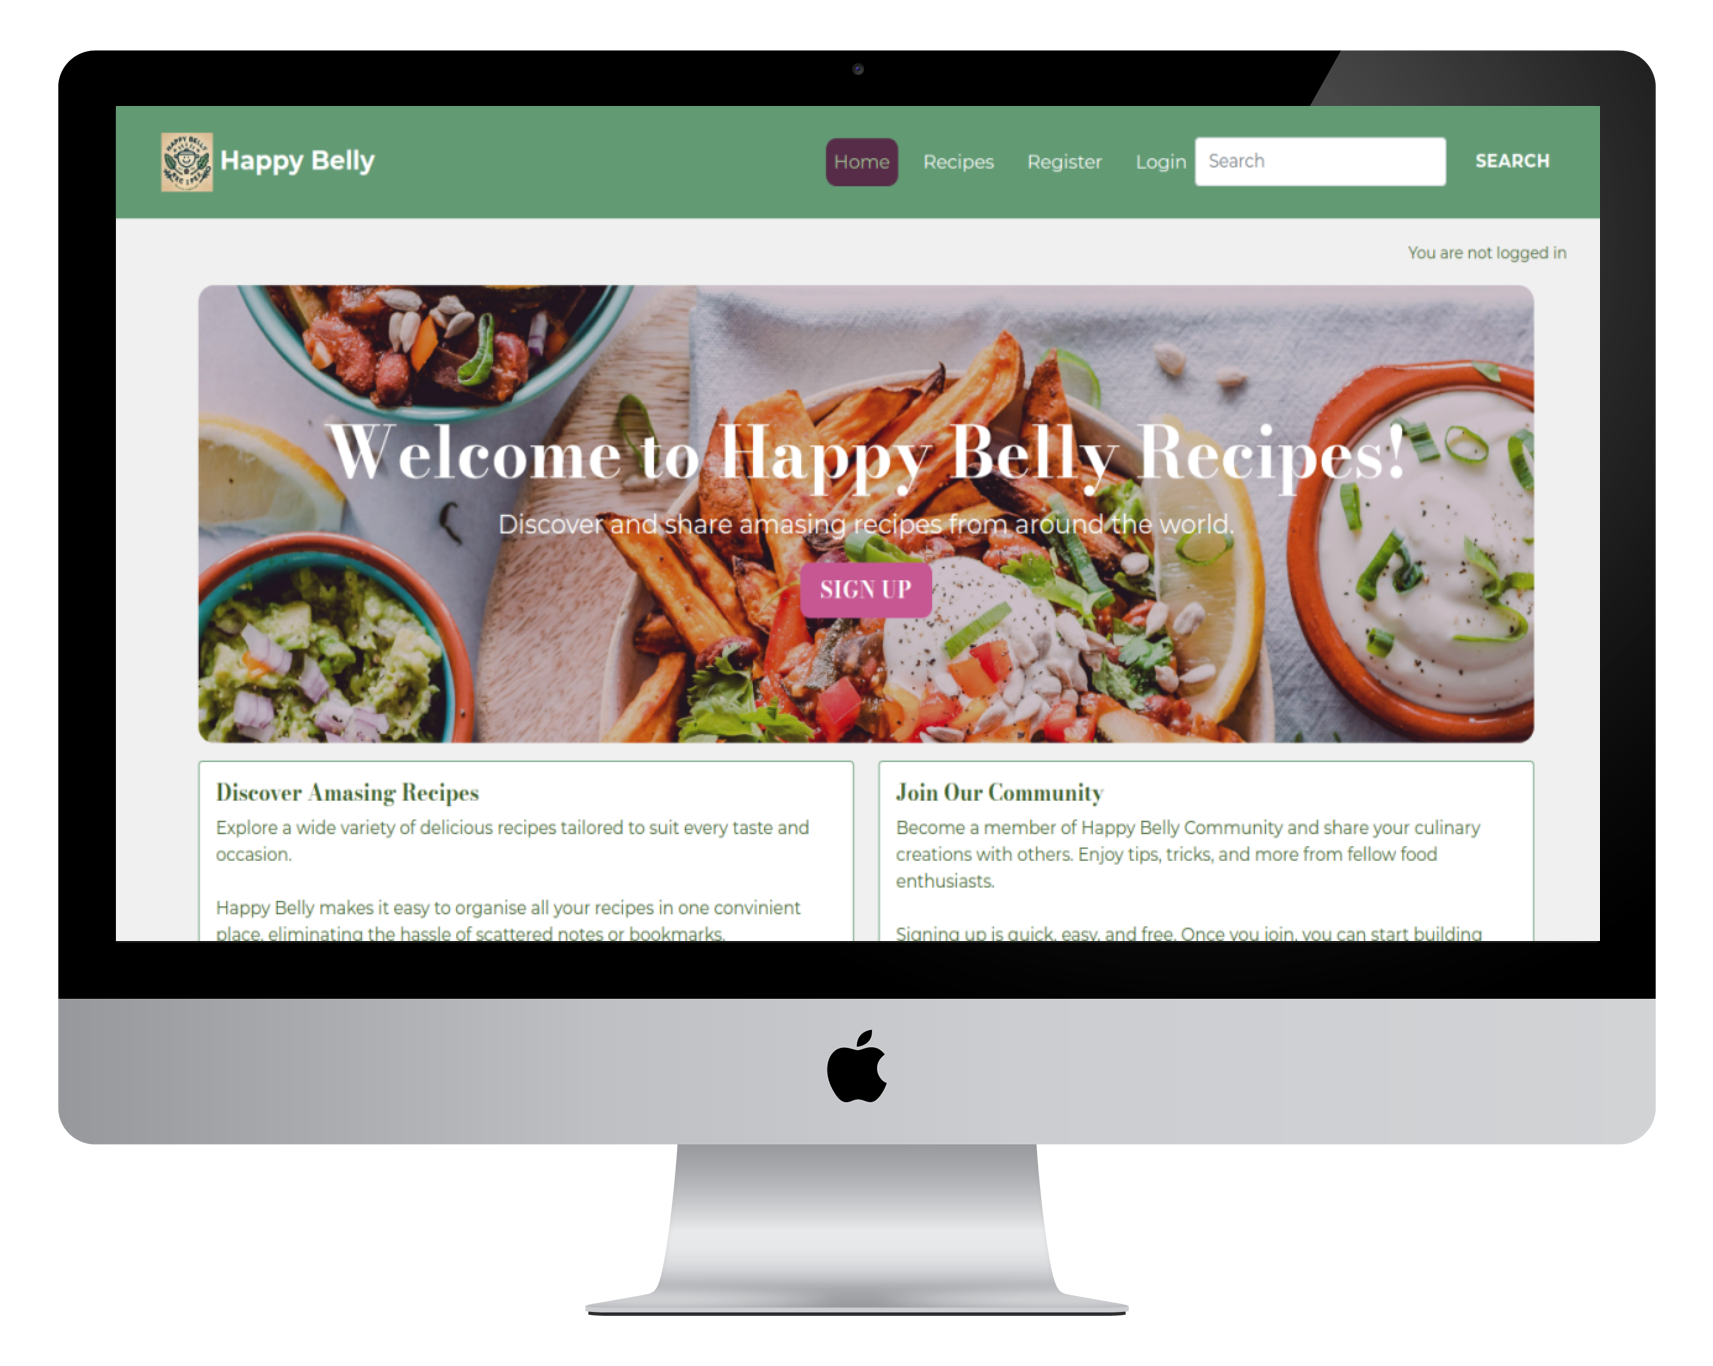 HAPPY BELLY
RECIPES
Happy Belly
Home
Recipes
Register
Login
Search
SEARCH
You are not logged in
Welcome to Happy Belly Recipes!
Discover and share amasing recipes from around the world.
SIGN UP
Discover Amasing Recipes
Explore a wide variety of delicious recipes tailored to suit every taste and
occasion.
Happy Belly makes it easy to organise all your recipes in one convinient
place, eliminating the hassle of scattered notes or bookmarks.
Join Our Community
Become a member of Happy Belly Community and share your culinary
creations with others. Enjoy tips, tricks, and more from fellow food
enthusiasts.
Signing up is quick, easy, and free. Once you join, you can start building